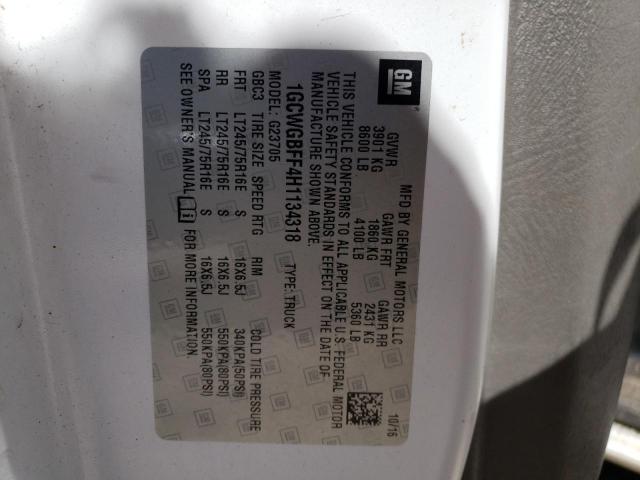 GM
MFD BY GENERAL MOTORS LLC 10/16
GVWR GAWR FRT GAWR RR
3901 KG 1860 KG 2431 KG
8600 LB 4100 LB 5360 LB
THIS VEHICLE CONFORMS TO ALL APPLICABLE U.S. FEDERAL MOTOR
VEHICLE SAFETY STANDARDS IN EFFECT ON THE DATE OF
MANUFACTURE SHOWN ABOVE.
1GCWGBFF4H1134318 TYPE: TRUCK
MODEL: G23705
GBC3 TIRE SIZE SPEED RTG RIM COLD TIRE PRESSURE
FRT LT245/75R16E S 16X6.5J 340KPA(50PSI)
RR LT245/75R16E S 16X6.5J 550KPA(80PSI)
SPA LT245/75R16E S 16X6.5J 550KPA(80PSI)
SEE OWNER'S MANUAL i FOR MORE INFORMATION.